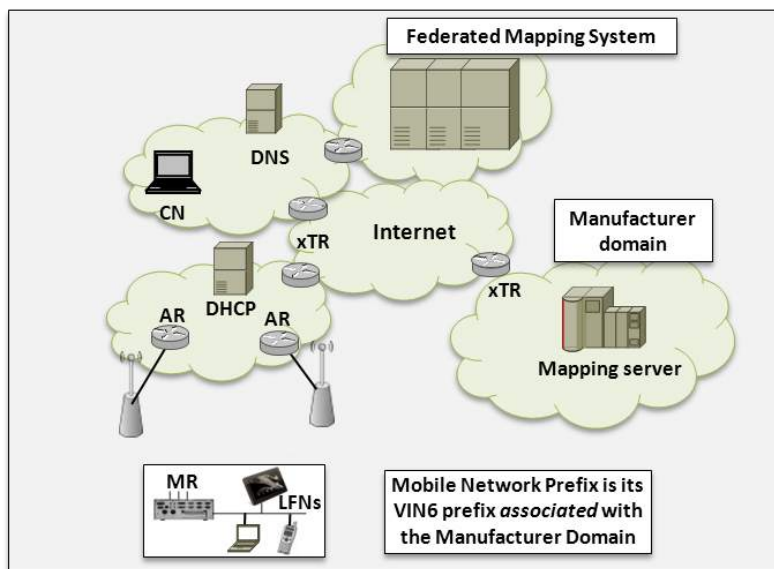 Federated Mapping System
DNS
CN
Internet
xTR
Manufacturer
domain
xTR
DHCP
AR
AR
Mapping server
MR
LFNs
Mobile Network Prefix is its
VIN6 prefix associated with
the Manufacturer Domain